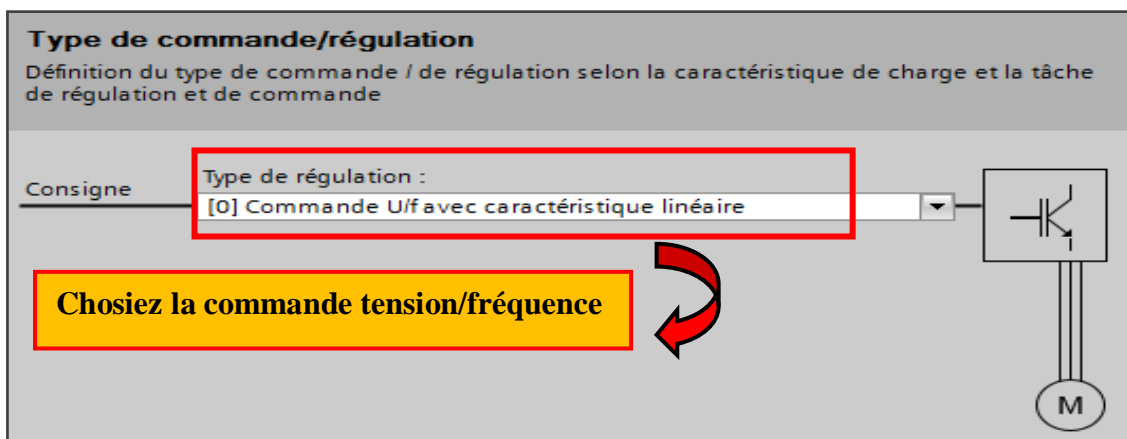 Type de commande/régulation
Définition du type de commande / de régulation selon la caractéristique de charge et la tâche
de régulation et de commande
Consigne
Type de régulation :
[0] Commande U/f avec caractéristique linéaire
Chosiez la commande tension/fréquence
M